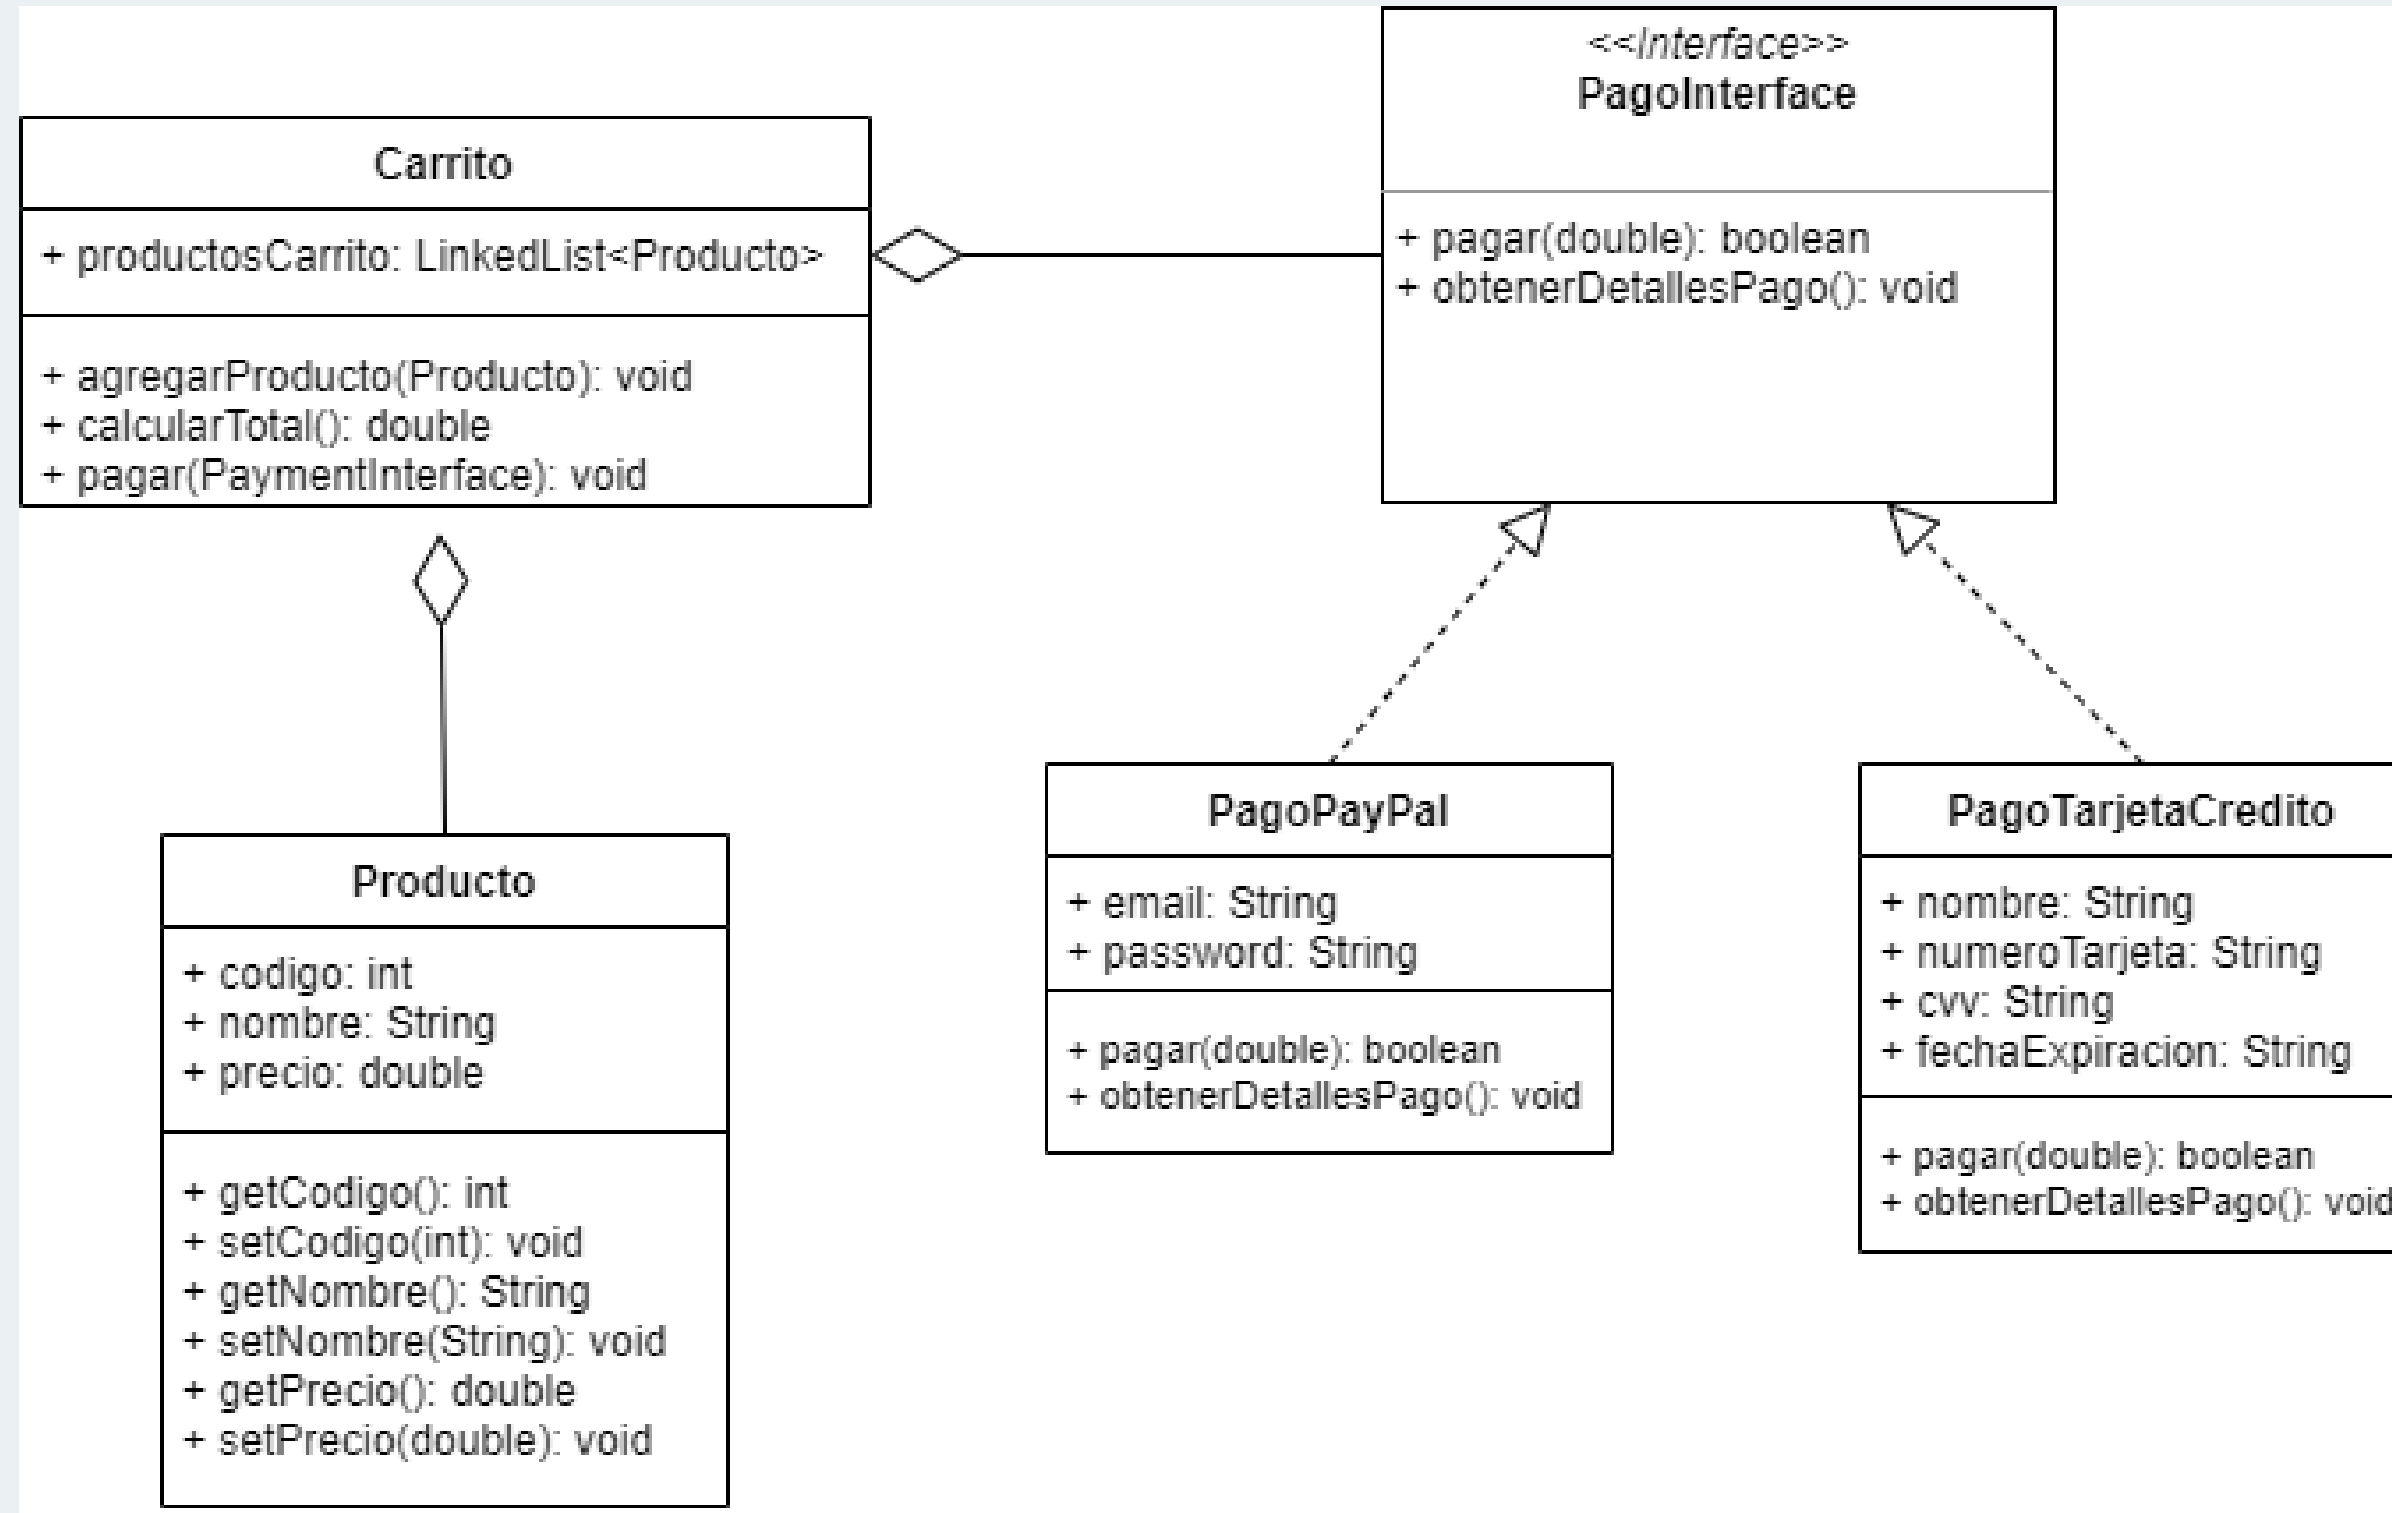 Carrito
+ productosCarrito: LinkedList<Producto>
+ agregarProducto(Producto): void
+ calcularTotal(): double
+ pagar(PaymentInterface): void
<<Interface>>
PagoInterface
+ pagar(double): boolean
+ obtenerDetallesPago(): void
Producto
+ codigo: int
+ nombre: String
+ precio: double
+ getCodigo(): int
+ setCodigo(int): void
+ getNombre(): String
+ setNombre(String): void
+ getPrecio(): double
+ setPrecio(double): void
PagoPayPal
+ email: String
+ password: String
+ pagar(double): boolean
+ obtenerDetallesPago(): void
PagoTarjetaCredito
+ nombre: String
+ numeroTarjeta: String
+ cvv: String
+ fechaExpiracion: String
+ pagar(double): boolean
+ obtenerDetallesPago(): void